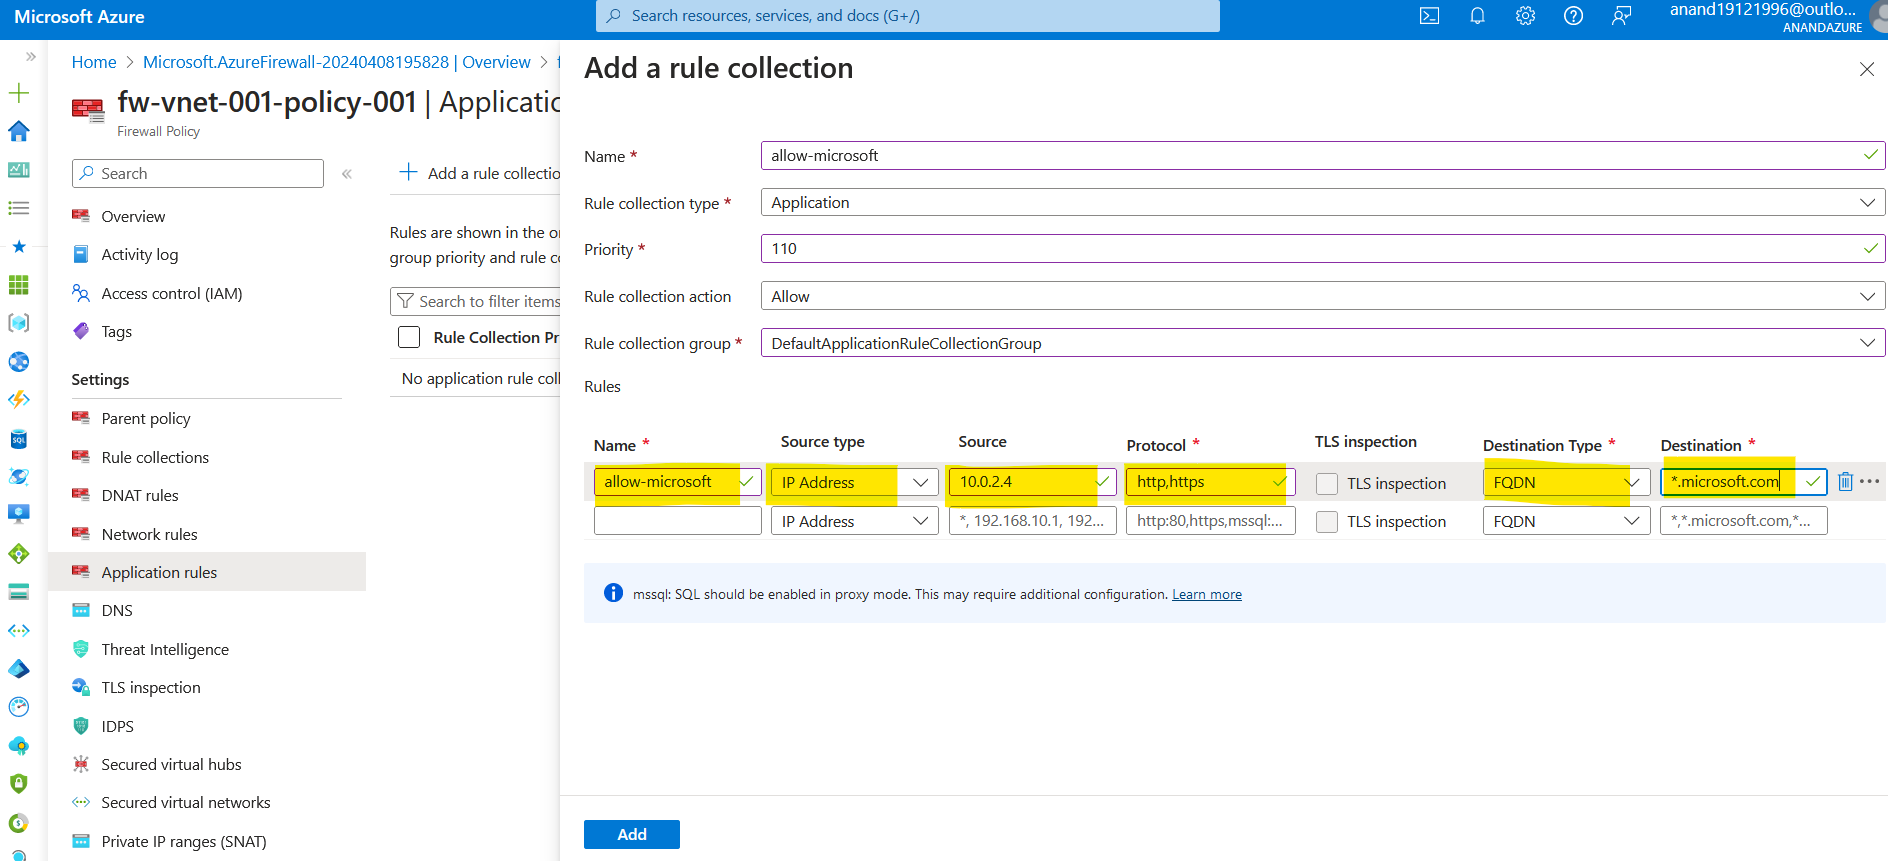 Microsoft Azure
Search resources, services, and docs (G+/)
anand19121996@outlo...
ANANDAZURE
Home > Microsoft.AzureFirewall-20240408195828 | Overview >
fw-vnet-001-policy-001 | Applicatio
Firewall Policy
Search
Overview
Activity log
Access control (IAM)
Tags
Settings
Parent policy
Rule collections
DNAT rules
Network rules
Application rules
DNS
Threat Intelligence
TLS inspection
IDPS
Secured virtual hubs
Secured virtual networks
Private IP ranges (SNAT)
+ Add a rule collectio
Rules are shown in the o
group priority and rule c
Search to filter items
Rule Collection Pr
No application rule coll
Add a rule collection
Name * allow-microsoft
Rule collection type * Application
Priority * 110
Rule collection action Allow
Rule collection group * DefaultApplicationRuleCollectionGroup
Rules
Name * Source type Source Protocol * TLS inspection Destination Type * Destination *
allow-microsoft IP Address 10.0.2.4 http,https TLS inspection FQDN *.microsoft.com
IP Address *, 192.168.10.1, 192... http:80,https,mssql:... TLS inspection FQDN *,*.microsoft.com,*...
mssql: SQL should be enabled in proxy mode. This may require additional configuration. Learn more
Add